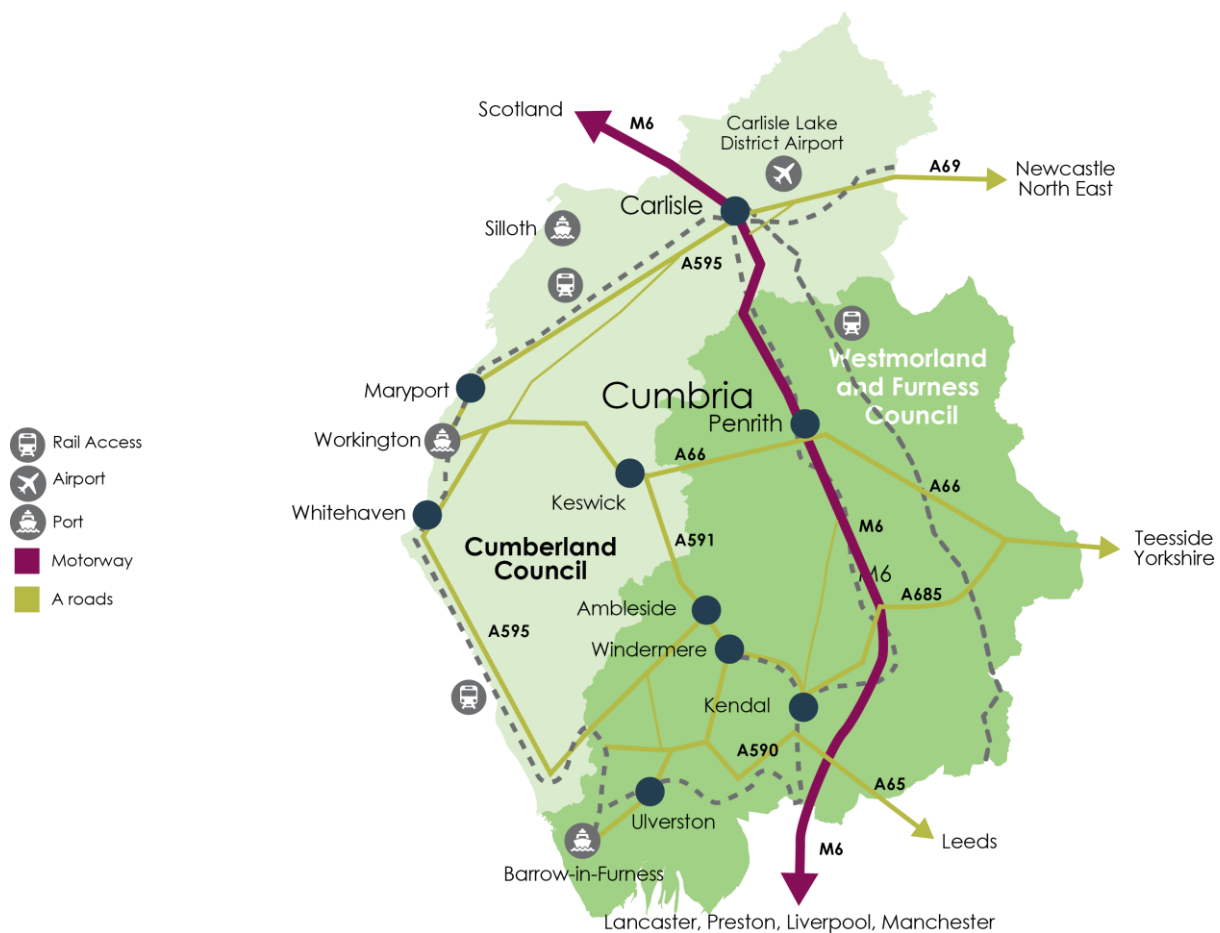 Scotland
M6
Carlisle Lake
District Airport
A69
Newcastle
North East
Carlisle
Silloth
A595
Westmorland
and Furness
Council
Maryport
Cumbria
Penrith
Workington
Rail Access
Airport
Port
Motorway
A roads
A66
Keswick
A66
Whitehaven
M6
A591
Cumberland
Council
Teesside
Yorkshire
M6
A685
Ambleside
A595
Windermere
Kendal
A590
A65
Ulverston
Leeds
M6
Barrow-in-Furness
Lancaster, Preston, Liverpool, Manchester